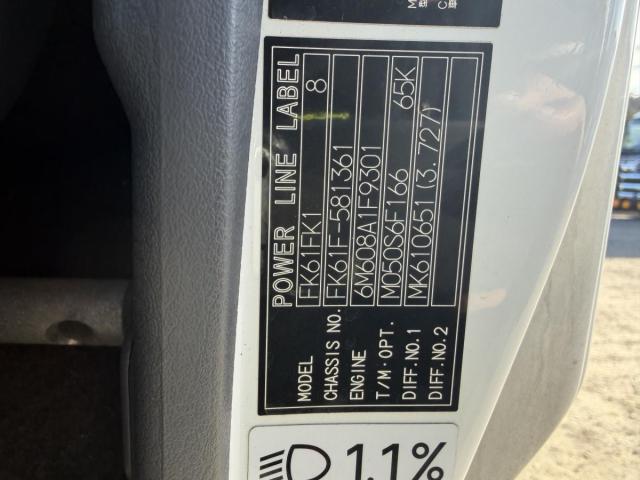 POWER LINE LABEL
MODEL FK61FK1 8
CHASSIS NO. FK61F-581361
ENGINE 6M608A1F9301
T/M·OPT. M050S6F166 65K
DIFF.NO.1 MK610651(3.727)
DIFF.NO.2
1.1%